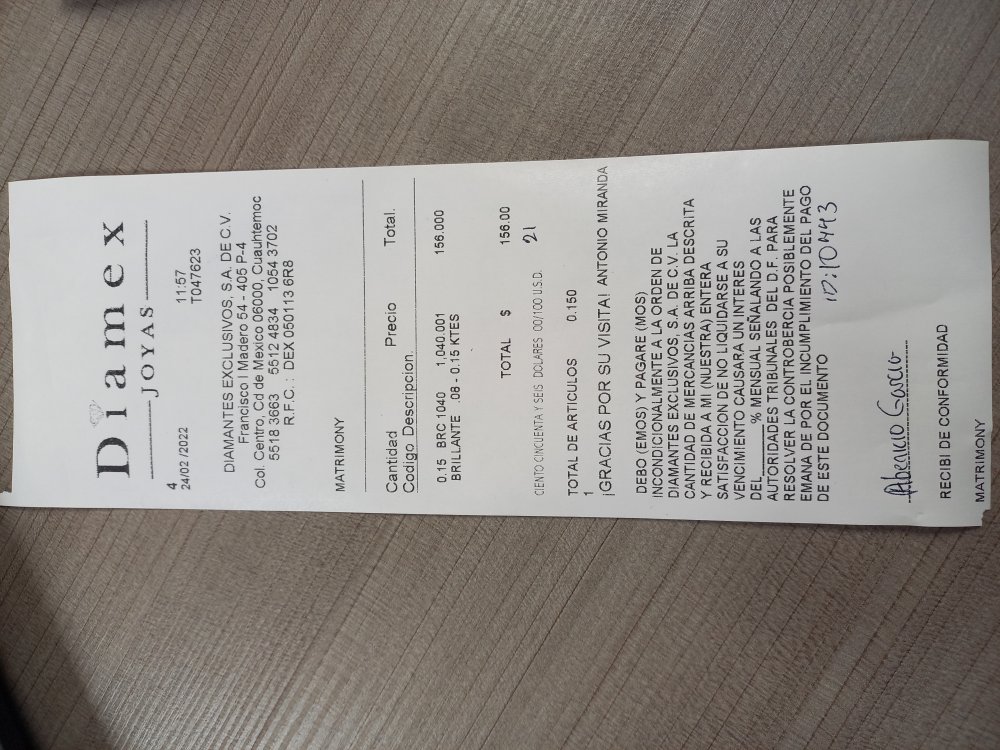 Diamex
JOYAS
4
24/02/2022 11:57
T047623
DIAMANTES EXCLUSIVOS, S.A. DE C.V.
Francisco I Madero 54 - 405 P-4
Col. Centro, Cd de Mexico 06000, Cuauhtemoc
5518 3663 5512 4834 1054 3702
R.F.C. : DEX 050113 6R8
MATRIMONY
Cantidad Precio Total.
Codigo Descripcion.
0.15 BRC 1040 1,040.001 156.000
BRILLANTE .08 - 0.15 KTES
TOTAL $ 156.00
CIENTO CINCUENTA Y SEIS DOLARES 00/100 U.S.D. 21
TOTAL DE ARTICULOS 0.150
1
¡GRACIAS POR SU VISITA! ANTONIO MIRANDA
DEBO (EMOS) Y PAGARE (MOS)
INCONDICIONALMENTE A LA ORDEN DE
DIAMANTES EXCLUSIVOS, S.A. DE C.V. LA
CANTIDAD DE MERCANCIAS ARRIBA DESCRITA
Y RECIBIDA A MI (NUESTRA) ENTERA
SATISFACCION DE NO LIQUIDARSE A SU
VENCIMIENTO CAUSARA UN INTERES
DEL % MENSUAL SEÑALANDO A LAS
AUTORIDADES TRIBUNALES DEL D.F. PARA
RESOLVER LA CONTROBERCIA POSIBLEMENTE
EMANA DE POR EL INCUMPLIMIENTO DEL PAGO
DE ESTE DOCUMENTO
ID:10443
Garcia
RECIBI DE CONFORMIDAD
MATRIMONY